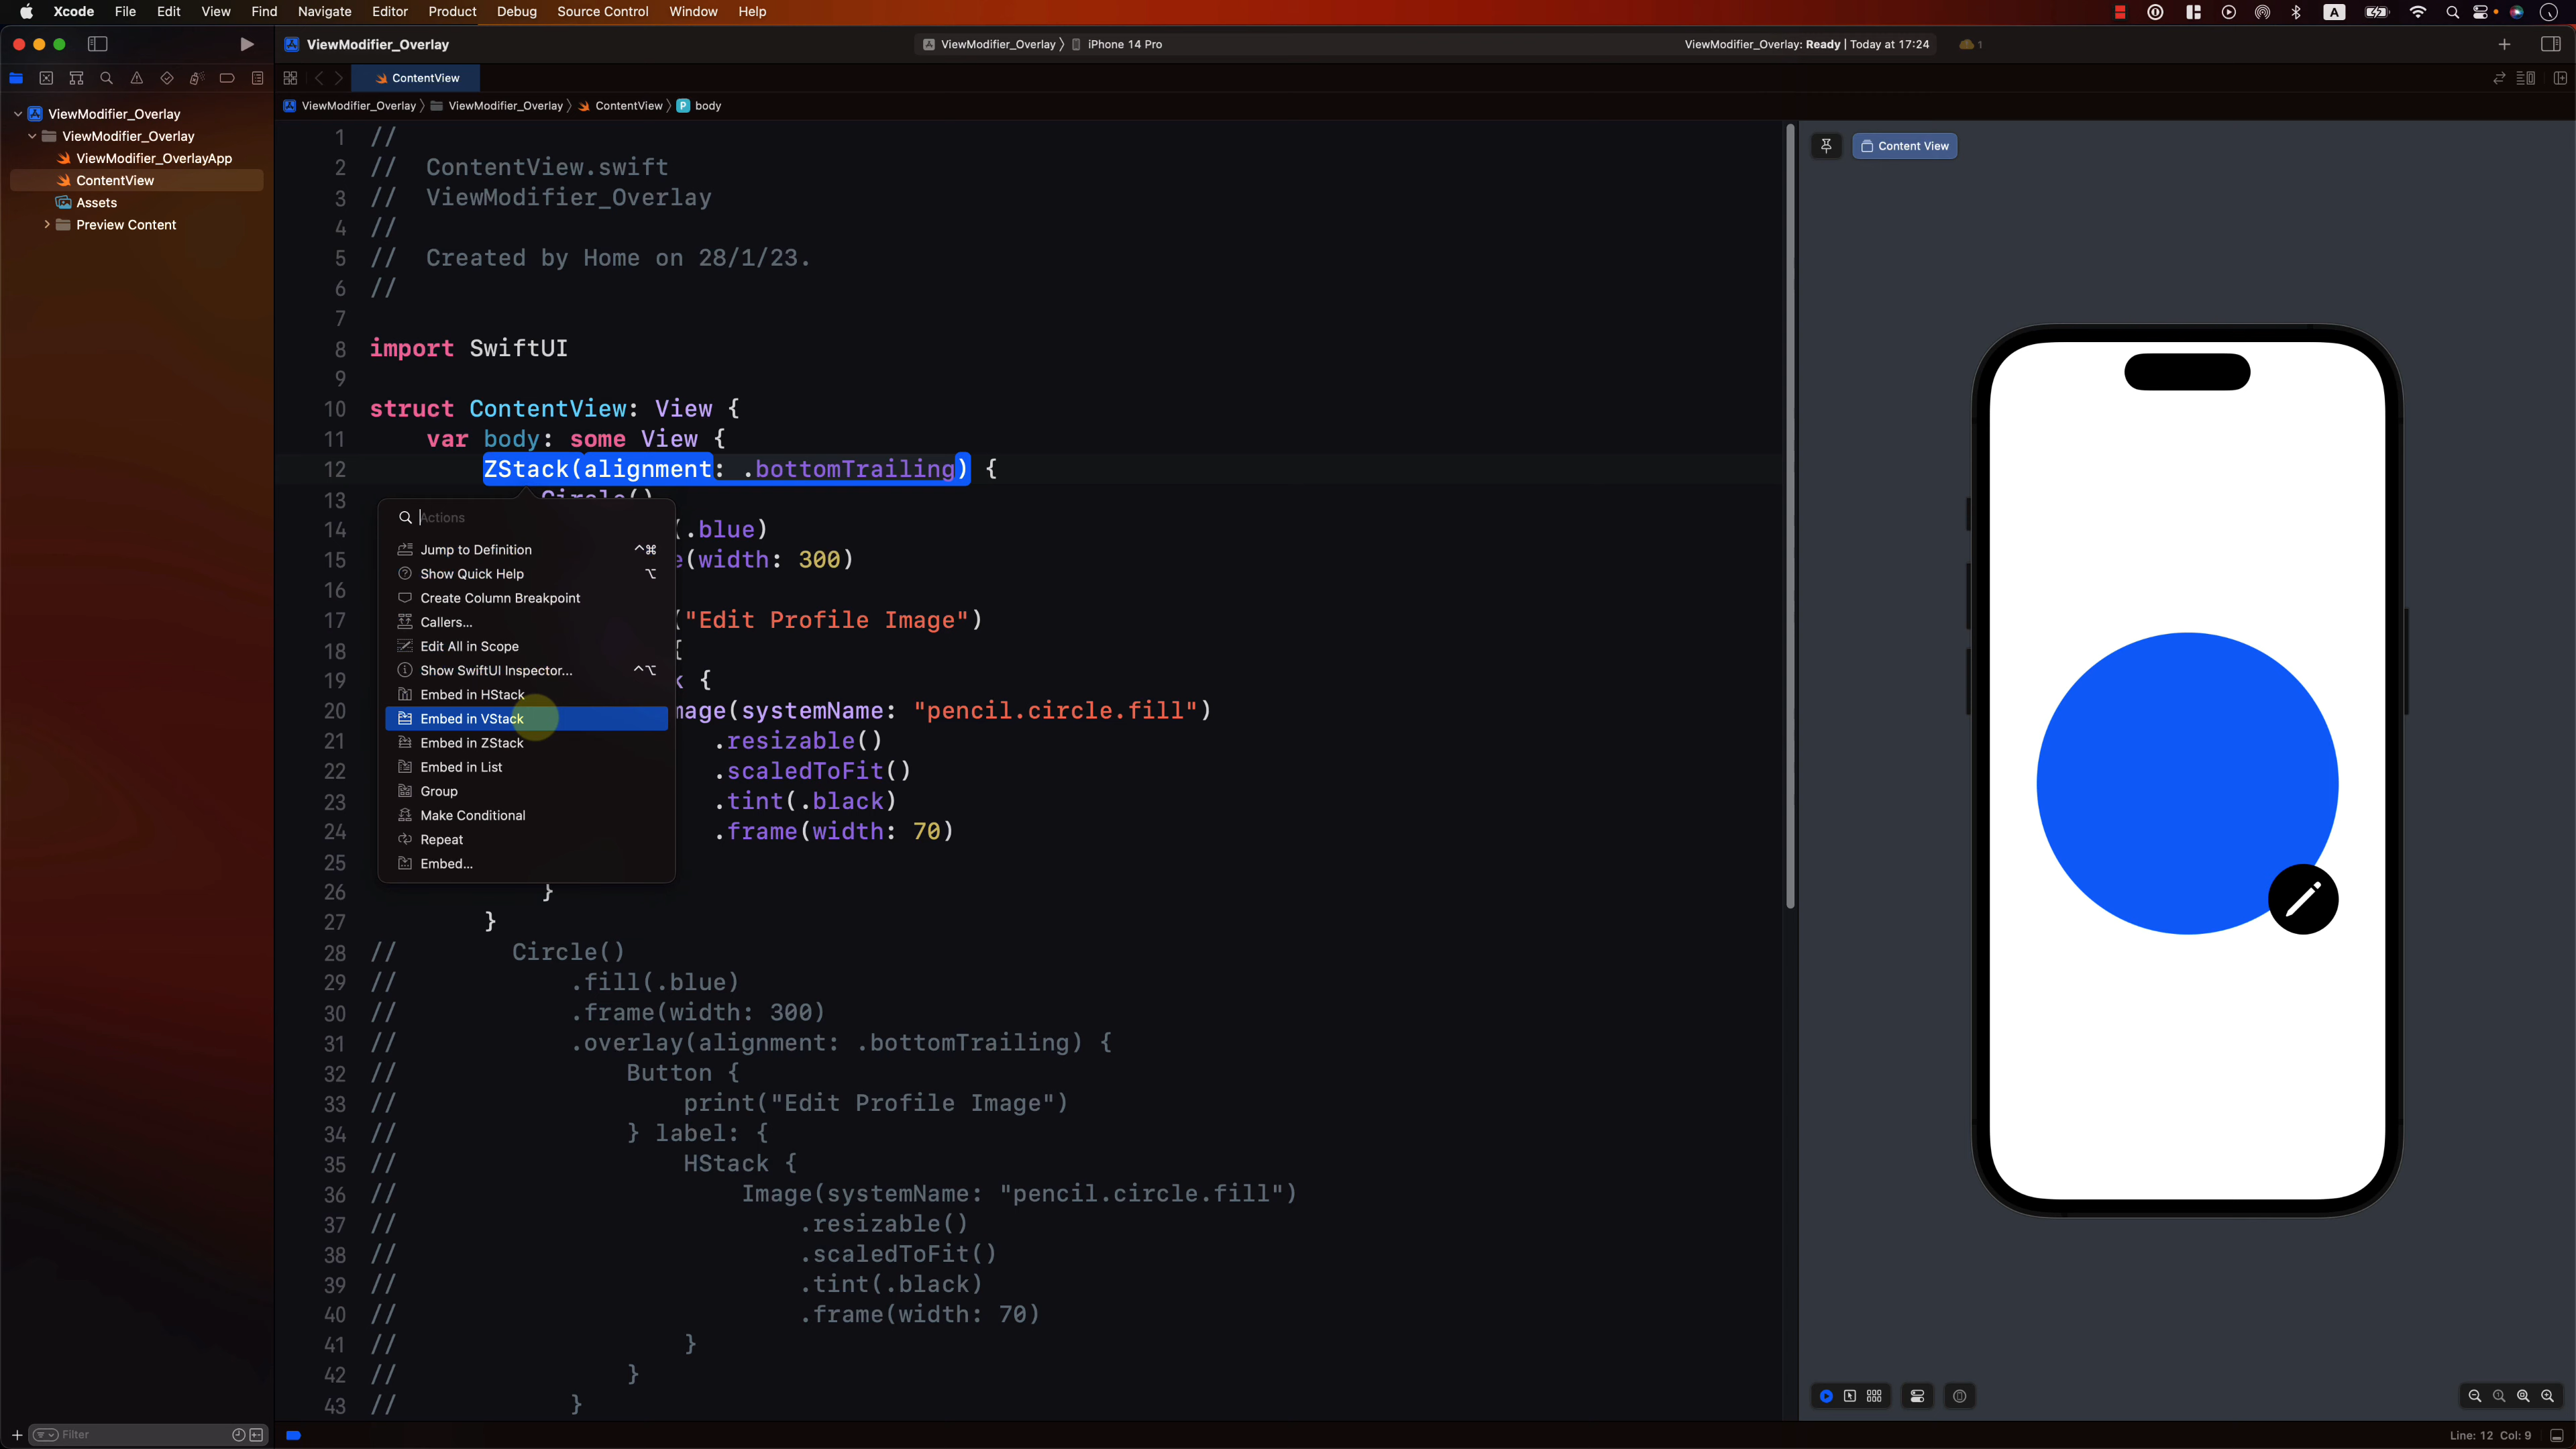 Xcode File Edit View Find Navigate Editor Product Debug Source Control Window Help
A
ViewModifier_Overlay
ViewModifier_Overlay 〉 iPhone 14 Pro
ViewModifier_Overlay: Ready | Today at 17:24
1
ContentView
ViewModifier_Overlay 〉 ViewModifier_Overlay 〉 ContentView 〉 P body
ViewModifier_Overlay
ViewModifier_Overlay
ViewModifier_OverlayApp
ContentView
Assets
Preview Content
1 //
2 //  ContentView.swift
3 //  ViewModifier_Overlay
4 //
5 //  Created by Home on 28/1/23.
6 //
7
8 import SwiftUI
9
10 struct ContentView: View {
11     var body: some View {
12         ZStack(alignment: .bottomTrailing) {
13             Circle()
14 (.blue)
15 e(width: 300)
16
17 ("Edit Profile Image")
18 {
19 k {
20 mage(systemName: "pencil.circle.fill")
21 .resizable()
22 .scaledToFit()
23 .tint(.black)
24 .frame(width: 70)
25
26             }
27         }
28 //        Circle()
29 //            .fill(.blue)
30 //            .frame(width: 300)
31 //            .overlay(alignment: .bottomTrailing) {
32 //                Button {
33 //                    print("Edit Profile Image")
34 //                } label: {
35 //                    HStack {
36 //                        Image(systemName: "pencil.circle.fill")
37 //                            .resizable()
38 //                            .scaledToFit()
39 //                            .tint(.black)
40 //                            .frame(width: 70)
41 //                    }
42 //                }
43 //            }
Actions
Jump to Definition ^⌘
Show Quick Help ⌥
Create Column Breakpoint
Callers...
Edit All in Scope
Show SwiftUI Inspector... ^⌥
Embed in HStack
Embed in VStack
Embed in ZStack
Embed in List
Group
Make Conditional
Repeat
Embed...
Content View
Filter
Line: 12 Col: 9